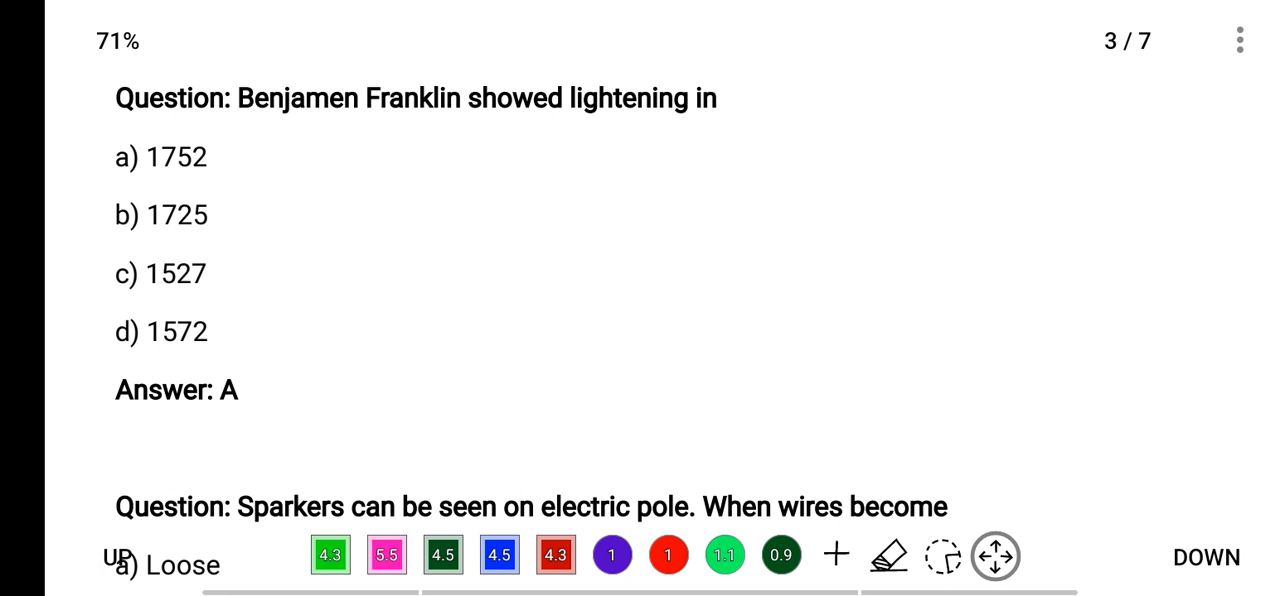 71%
3 / 7
Question: Benjamen Franklin showed lightening in
a) 1752
b) 1725
c) 1527
d) 1572
Answer: A
Question: Sparkers can be seen on electric pole. When wires become
UP
a) Loose
4.3 5.5 4.5 4.5 4.3 1 1 1.1 0.9
DOWN